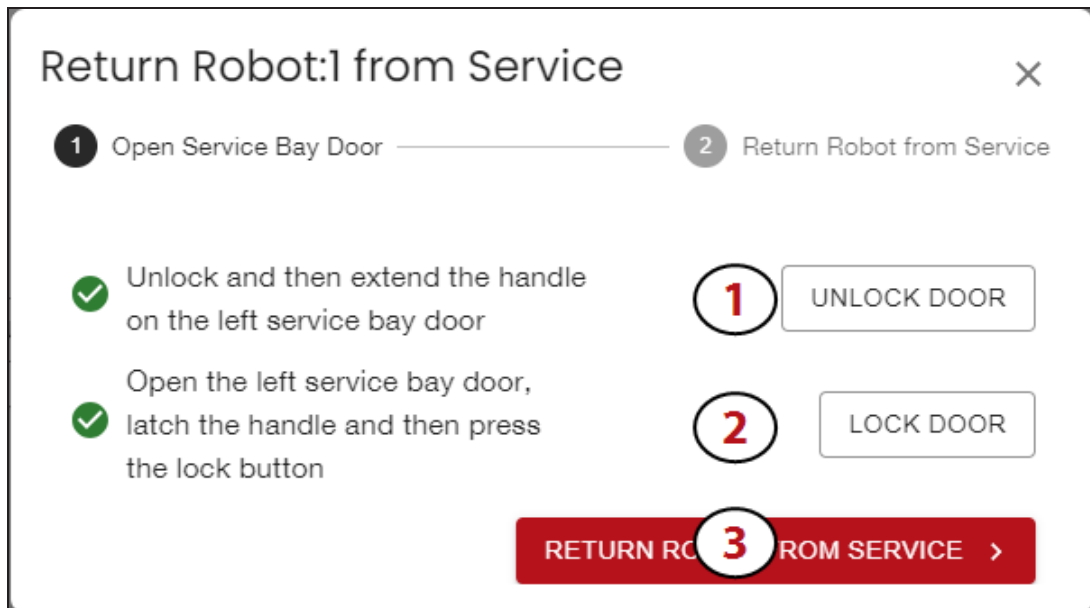 Return Robot:1 from Service
1 Open Service Bay Door 2 Return Robot from Service
Unlock and then extend the handle
on the left service bay door
1 UNLOCK DOOR
Open the left service bay door,
latch the handle and then press
the lock button
2 LOCK DOOR
RETURN 3 FROM SERVICE